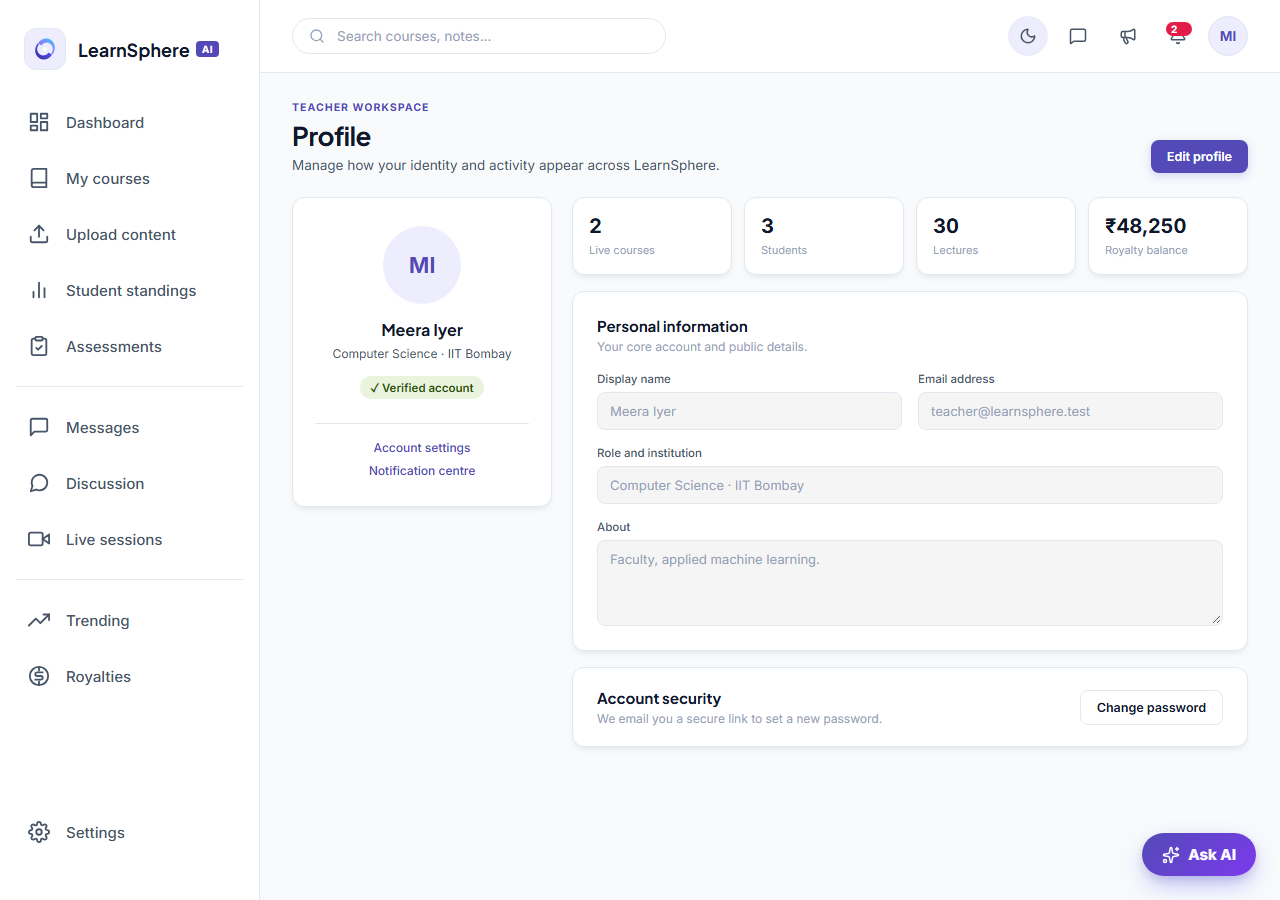 LearnSphere AI
Search courses, notes...
2
MI
Dashboard
My courses
Upload content
Student standings
Assessments
Messages
Discussion
Live sessions
Trending
Royalties
Settings
TEACHER WORKSPACE
Profile
Manage how your identity and activity appear across LearnSphere.
Edit profile
MI
Meera Iyer
Computer Science · IIT Bombay
✓ Verified account
Account settings
Notification centre
2
Live courses
3
Students
30
Lectures
₹48,250
Royalty balance
Personal information
Your core account and public details.
Display name
Meera Iyer
Email address
teacher@learnsphere.test
Role and institution
Computer Science · IIT Bombay
About
Faculty, applied machine learning.
Account security
We email you a secure link to set a new password.
Change password
Ask AI